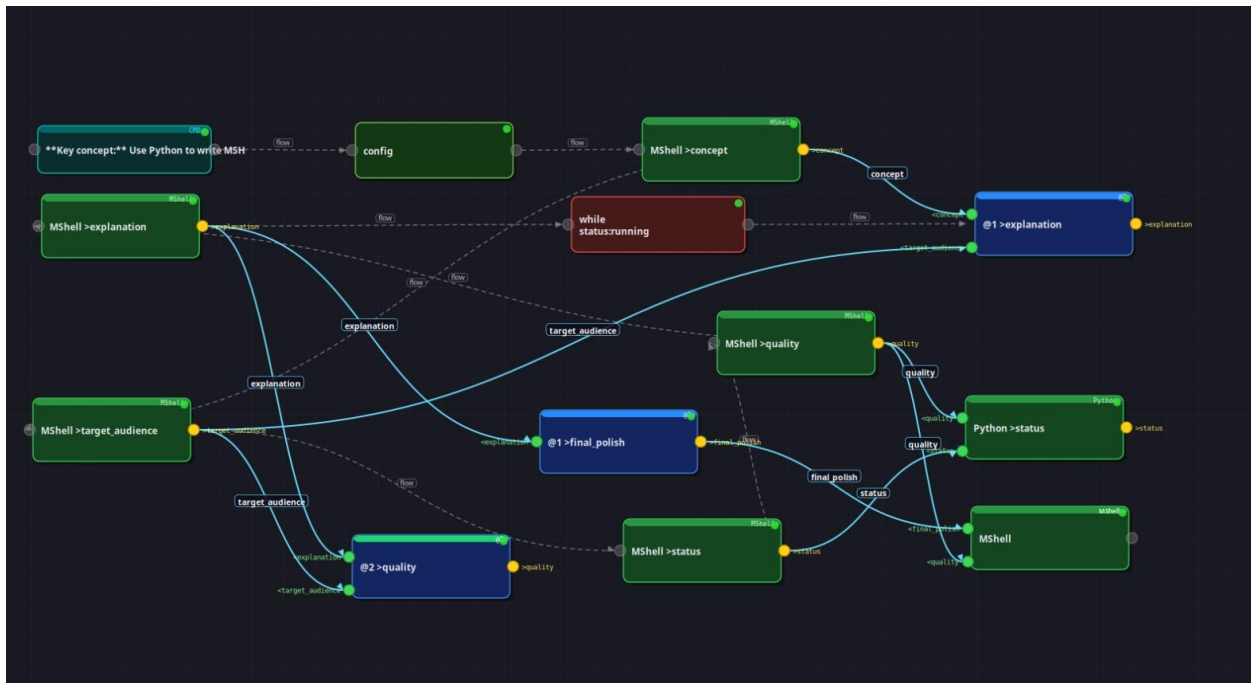 CMD
**Key concept:** Use Python to write MSH
flow
config
flow
MShell
MShell >concept
>concept
concept
MShell
MShell >explanation
>explanation
flow
while
status:running
flow
<concept
<target_audience
@1 >explanation
>explanation
flow
flow
explanation
target_audience
MShell
MShell >quality
>quality
quality
explanation
MShell
MShell >target_audience
>target_audience
<explanation
@1 >final_polish
>final_polish
flow
Python
<quality
Python >status
>status
quality
final_polish
status
flow
target_audience
MShell
MShell >status
>status
MShell
<final_polish
MShell
<quality
<explanation
@2 >quality
>quality
<target_audience